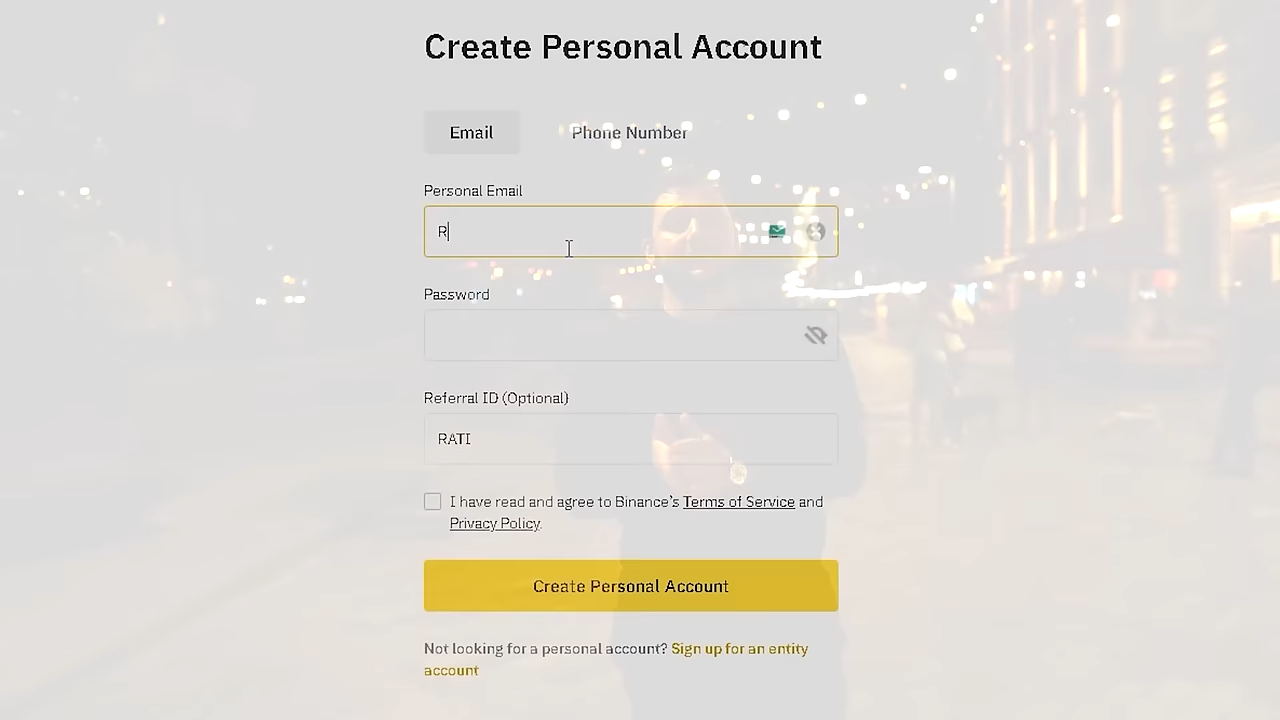 Create Personal Account
Email
Phone Number
Personal Email
R
Password
Referral ID (Optional)
RATI
I have read and agree to Binance's Terms of Service and
Privacy Policy.
Create Personal Account
Not looking for a personal account? Sign up for an entity
account